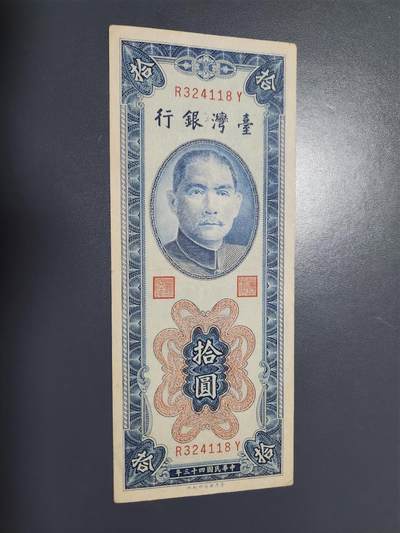 拾 拾
R324118Y
行銀灣臺
拾圓
R324118Y
年三十四國民華中
拾 拾